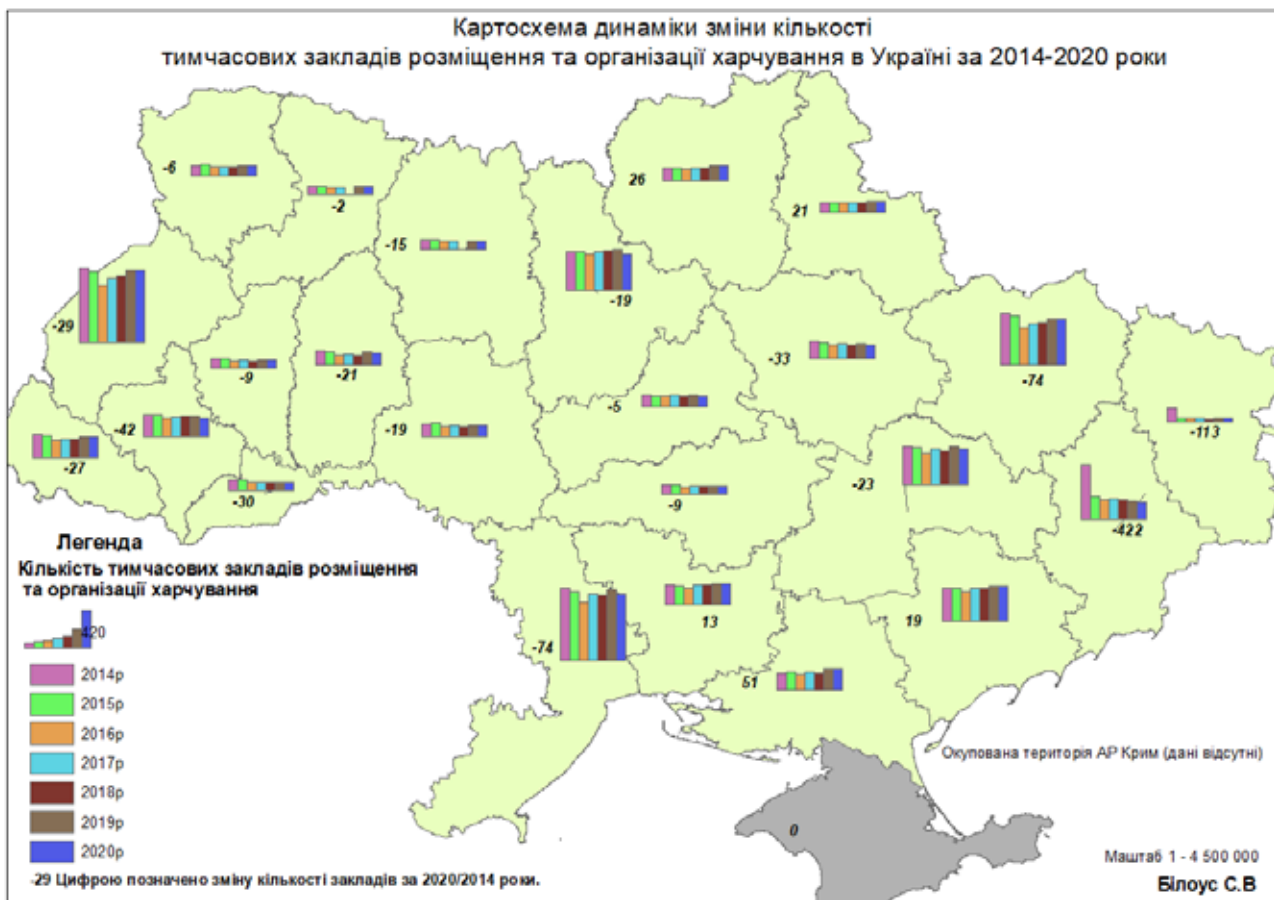 Картосхема динаміки зміни кількості
тимчасових закладів розміщення та організації харчування в Україні за 2014-2020 роки
-6
-2
-15
26
21
-29
-19
-9
-21
-33
-74
-113
-42
-27
-19
-5
-30
-9
-23
-422
-74
13
19
51
Окупована територія АР Крим (дані відсутні)
0
Легенда
Кількість тимчасових закладів розміщення
та організації харчування
420
2014р
2015р
2016р
2017р
2018р
2019р
2020р
-29 Цифрою позначено зміну кількості закладів за 2020/2014 роки.
Маштаб 1 - 4 500 000
Білоус С.В